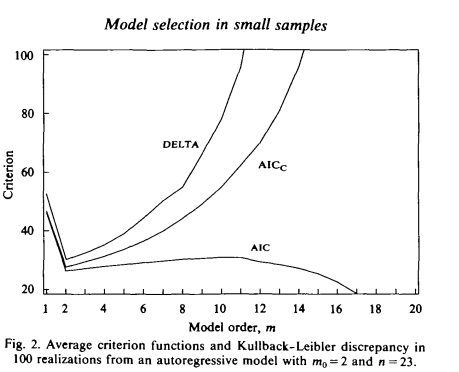 Model selection in small samples
100
80
60
40
20
Criterion
DELTA
AICC
AIC
1 2 4 6 8 10 12 14 16 18 20
Model order, m
Fig. 2. Average criterion functions and Kullback-Leibler discrepancy in
100 realizations from an autoregressive model with m0 = 2 and n = 23.